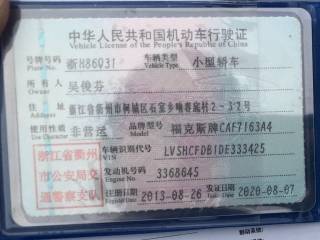 中华人民共和国机动车行驶证
Vehicle License of the People's Republic of China
号牌号码 浙H86Q31 车辆类型 小型轿车
Plate No. Vehicle Type
所有人 吴俊芬
Owner
住址 浙江省衢州市柯城区石室乡响春底村2-32号
Address
使用性质 非营运 品牌型号 福克斯牌CAF7163A4
Use Character Model
浙江省衢州市公安局交通警察支队
车辆识别代号 LVSHCFDB1DE333425
VIN
发动机号码 3368645
Engine No.
注册日期 2013-08-26 发证日期 2020-08-07
Register Date Issue Date